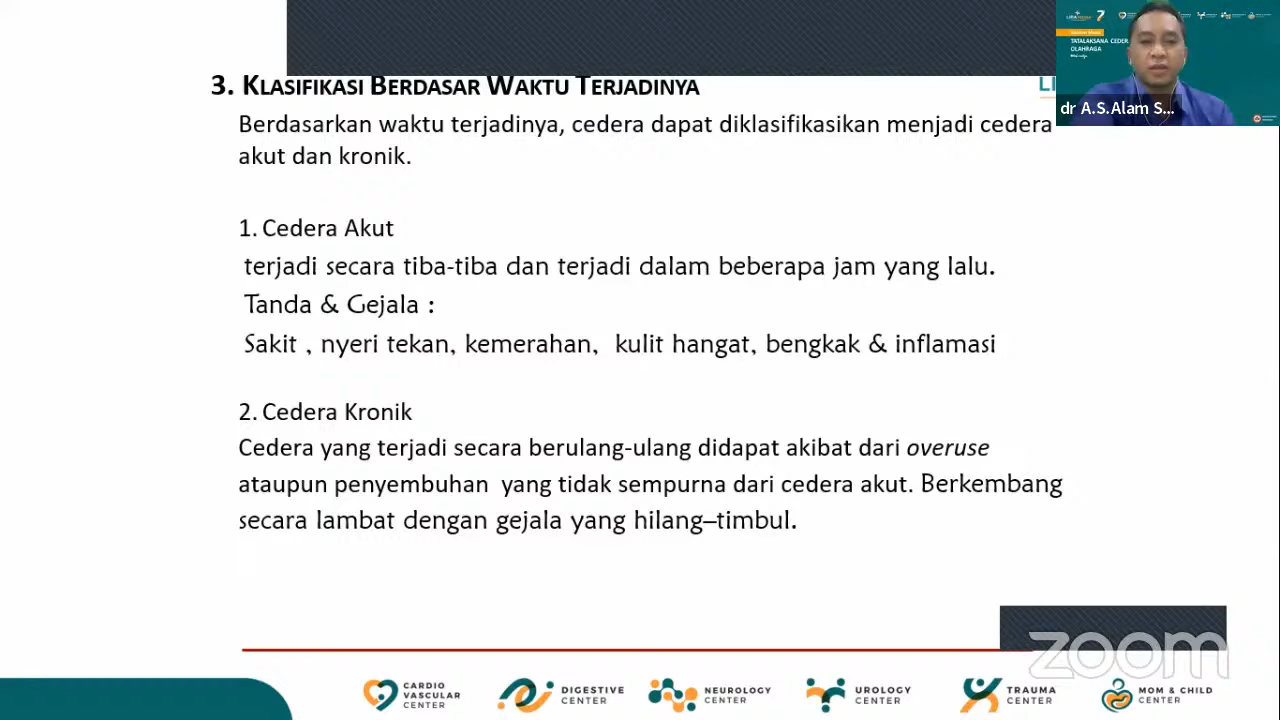 3. KLASIFIKASI BERDASAR WAKTU TERJADINYA
Berdasarkan waktu terjadinya, cedera dapat diklasifikasikan menjadi cedera
akut dan kronik.
1. Cedera Akut
terjadi secara tiba-tiba dan terjadi dalam beberapa jam yang lalu.
Tanda & Gejala :
Sakit , nyeri tekan, kemerahan, kulit hangat, bengkak & inflamasi
2. Cedera Kronik
Cedera yang terjadi secara berulang-ulang didapat akibat dari overuse
ataupun penyembuhan yang tidak sempurna dari cedera akut. Berkembang
secara lambat dengan gejala yang hilang–timbul.
TATALAKSANA CEDER
OLAHRAGA
dr A.S.Alam S...
zoom
CARDIO
VASCULAR
CENTER
DIGESTIVE
CENTER
NEUROLOGY
CENTER
UROLOGY
CENTER
TRAUMA
CENTER
MOM & CHILD
CENTER